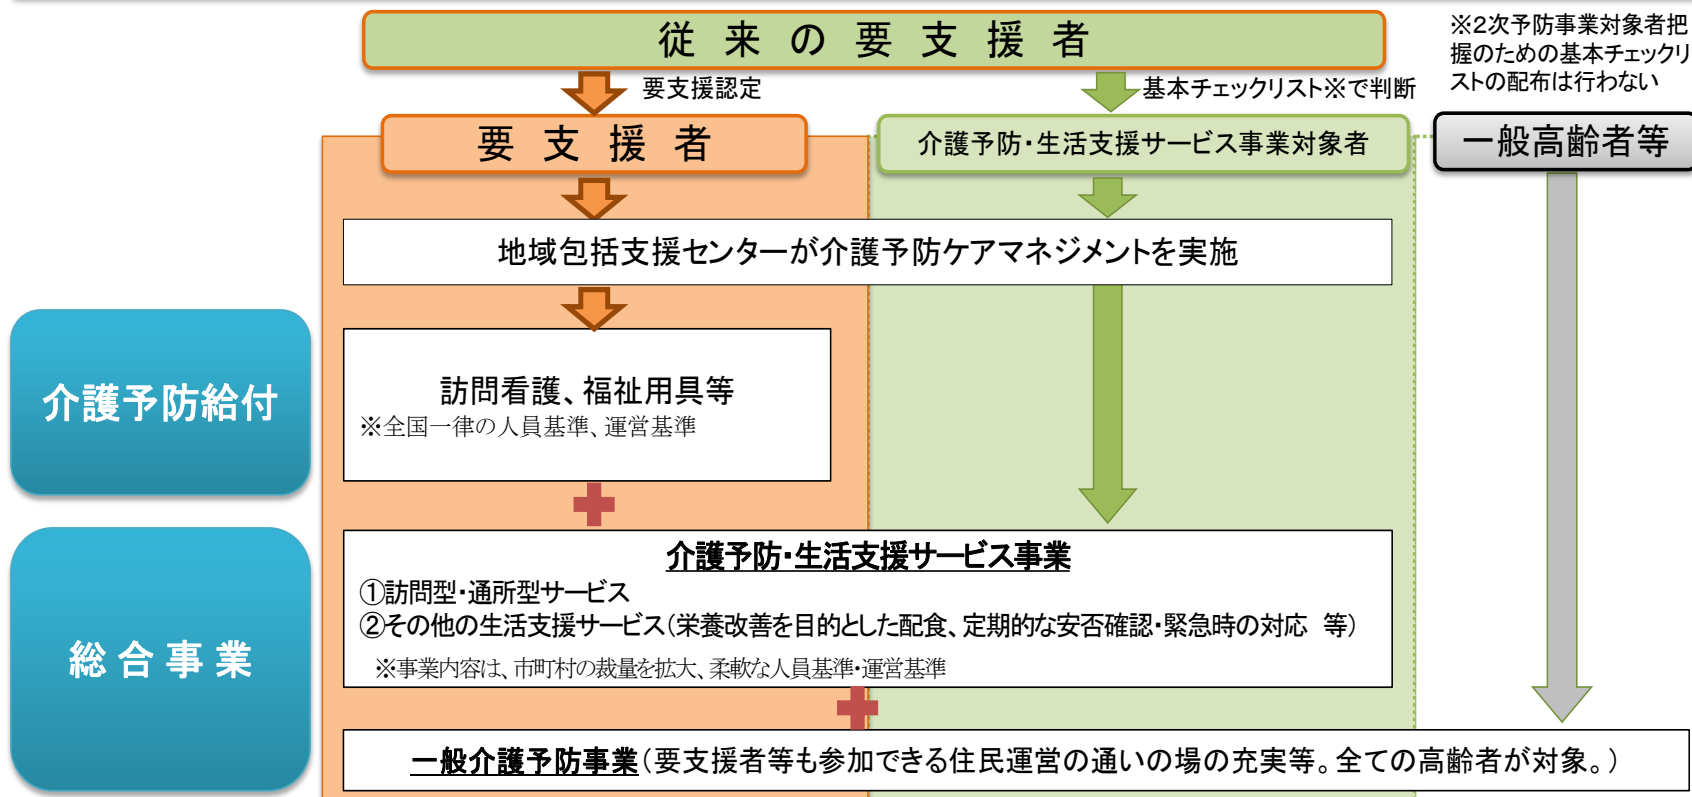 従来の要支援者
※2次予防事業対象者把
握のための基本チェックリ
ストの配布は行わない
要支援認定
基本チェックリスト※で判断
要支援者
介護予防・生活支援サービス事業対象者
一般高齢者等
地域包括支援センターが介護予防ケアマネジメントを実施
介護予防給付
訪問看護、福祉用具等
※全国一律の人員基準、運営基準
総合事業
介護予防・生活支援サービス事業
①訪問型・通所型サービス
②その他の生活支援サービス(栄養改善を目的とした配食、定期的な安否確認・緊急時の対応 等)
※事業内容は、市町村の裁量を拡大、柔軟な人員基準・運営基準
一般介護予防事業(要支援者等も参加できる住民運営の通いの場の充実等。全ての高齢者が対象。)